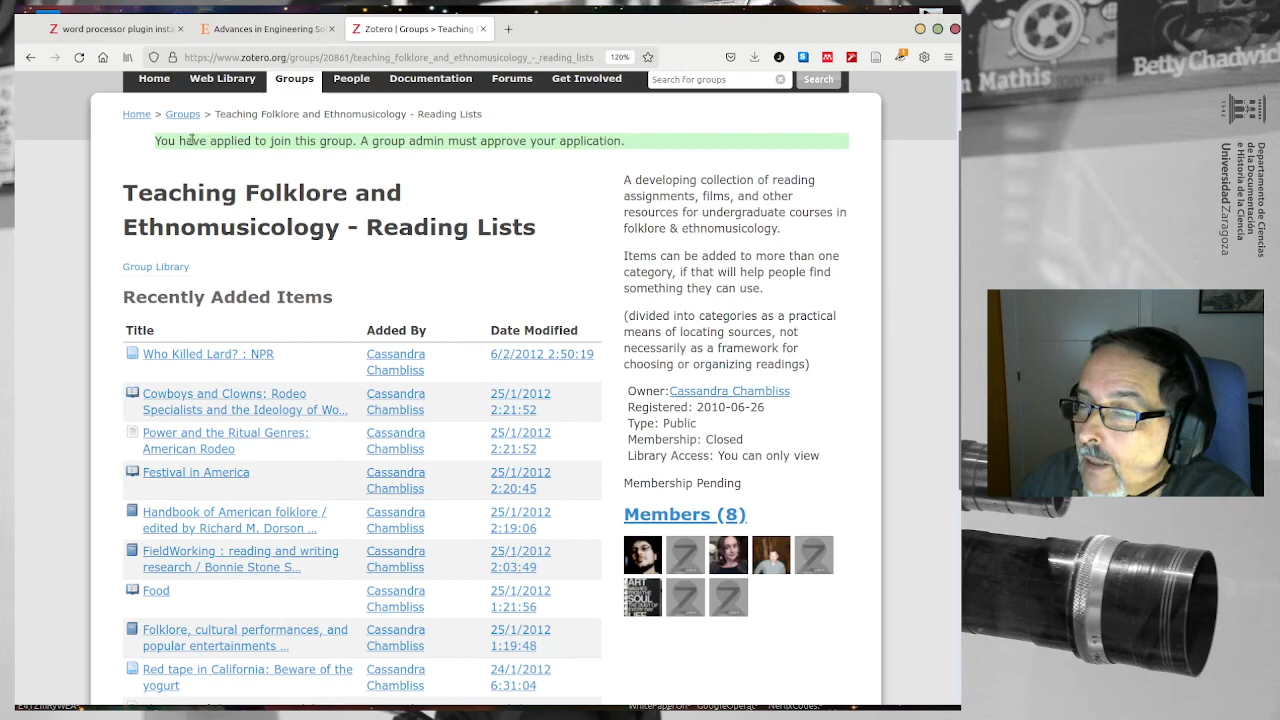 word processor plugin insta
Advances in Engineering So
Zotero | Groups > Teaching
https://www.zotero.org/groups/20861/teaching_folklore_and_ethnomusicology_-_reading_lists
120%
Home
Web Library
Groups
People
Documentation
Forums
Get Involved
Search for groups
Search
Home > Groups > Teaching Folklore and Ethnomusicology - Reading Lists
You have applied to join this group. A group admin must approve your application.
Teaching Folklore and
Ethnomusicology - Reading Lists
Group Library
Recently Added Items
Title Added By Date Modified
Who Killed Lard? : NPR Cassandra 6/2/2012 2:50:19
Chambliss
Cowboys and Clowns: Rodeo Cassandra 25/1/2012
Specialists and the Ideology of Wo... Chambliss 2:21:52
Power and the Ritual Genres: Cassandra 25/1/2012
American Rodeo Chambliss 2:21:52
Festival in America Cassandra 25/1/2012
Chambliss 2:20:45
Handbook of American folklore / Cassandra 25/1/2012
edited by Richard M. Dorson ... Chambliss 2:19:06
FieldWorking : reading and writing Cassandra 25/1/2012
research / Bonnie Stone S... Chambliss 2:03:49
Food Cassandra 25/1/2012
Chambliss 1:21:56
Folklore, cultural performances, and Cassandra 25/1/2012
popular entertainments ... Chambliss 1:19:48
Red tape in California: Beware of the Cassandra 24/1/2012
yogurt Chambliss 6:31:04
A developing collection of reading
assignments, films, and other
resources for undergraduate courses in
folklore & ethnomusicology.
Items can be added to more than one
category, if that will help people find
something they can use.
(divided into categories as a practical
means of locating sources, not
necessarily as a framework for
choosing or organizing readings)
Owner:Cassandra Chambliss
Registered: 2010-06-26
Type: Public
Membership: Closed
Library Access: You can only view
Membership Pending
Members (8)
ART
WASHES
FROM THE
SOUL
THE DUST OF
EVERY DAY
LIFE
n Mathis
Betty Chadw
Departamento de Ciencias
de la Documentación
e Historia de la Ciencia
Universidad Zaragoza
1542